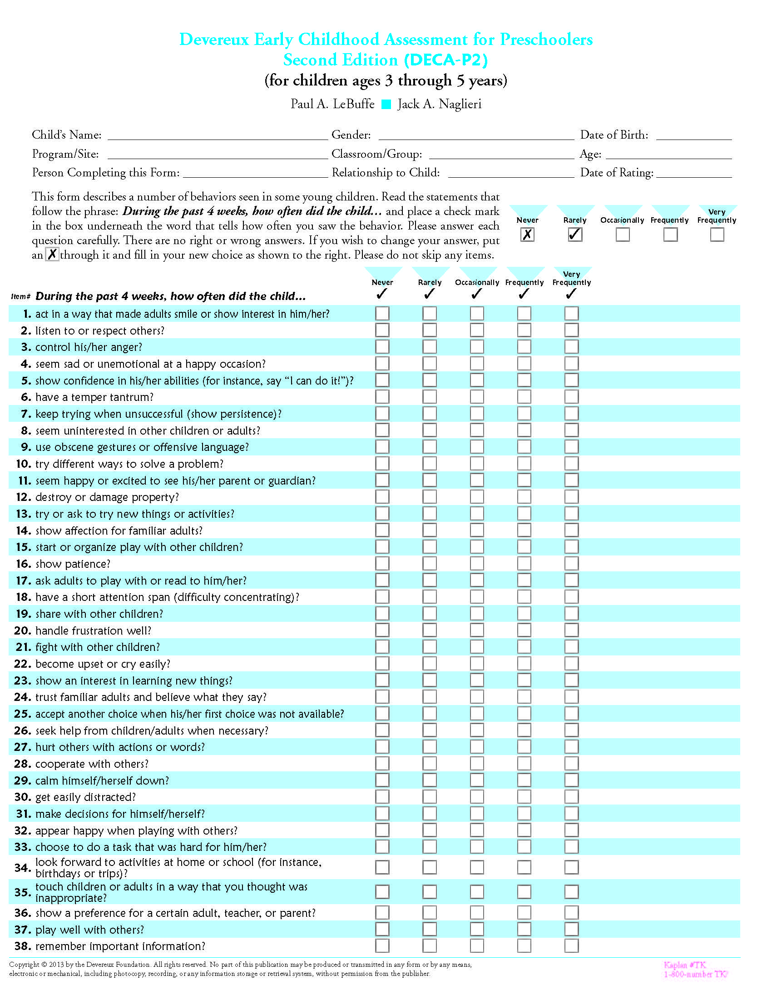 Devereux Early Childhood Assessment for Preschoolers
Second Edition (DECA-P2)
(for children ages 3 through 5 years)
Paul A. LeBuffe ■ Jack A. Naglieri
Child's Name: Gender: Date of Birth:
Program/Site: Classroom/Group: Age:
Person Completing this Form: Relationship to Child: Date of Rating:
This form describes a number of behaviors seen in some young children. Read the statements that
follow the phrase: During the past 4 weeks, how often did the child... and place a check mark
in the box underneath the word that tells how often you saw the behavior. Please answer each
question carefully. There are no right or wrong answers. If you wish to change your answer, put
an ✗ through it and fill in your new choice as shown to the right. Please do not skip any items.
Never Rarely Occasionally Frequently Very Frequently
✗ ✓
Never Rarely Occasionally Frequently Very Frequently
Item# During the past 4 weeks, how often did the child... ✓ ✓ ✓ ✓ ✓
1. act in a way that made adults smile or show interest in him/her?
2. listen to or respect others?
3. control his/her anger?
4. seem sad or unemotional at a happy occasion?
5. show confidence in his/her abilities (for instance, say “I can do it!”)?
6. have a temper tantrum?
7. keep trying when unsuccessful (show persistence)?
8. seem uninterested in other children or adults?
9. use obscene gestures or offensive language?
10. try different ways to solve a problem?
11. seem happy or excited to see his/her parent or guardian?
12. destroy or damage property?
13. try or ask to try new things or activities?
14. show affection for familiar adults?
15. start or organize play with other children?
16. show patience?
17. ask adults to play with or read to him/her?
18. have a short attention span (difficulty concentrating)?
19. share with other children?
20. handle frustration well?
21. fight with other children?
22. become upset or cry easily?
23. show an interest in learning new things?
24. trust familiar adults and believe what they say?
25. accept another choice when his/her first choice was not available?
26. seek help from children/adults when necessary?
27. hurt others with actions or words?
28. cooperate with others?
29. calm himself/herself down?
30. get easily distracted?
31. make decisions for himself/herself?
32. appear happy when playing with others?
33. choose to do a task that was hard for him/her?
34. look forward to activities at home or school (for instance,
birthdays or trips)?
35. touch children or adults in a way that you thought was
inappropriate?
36. show a preference for a certain adult, teacher, or parent?
37. play well with others?
38. remember important information?
Copyright © 2013 by the Devereux Foundation. All rights reserved. No part of this publication may be produced or transmitted in any form or by any means,
electronic or mechanical, including photocopy, recording, or any information storage or retrieval system, without permission from the publisher.
Kaplan #TK
1-800-number TK?